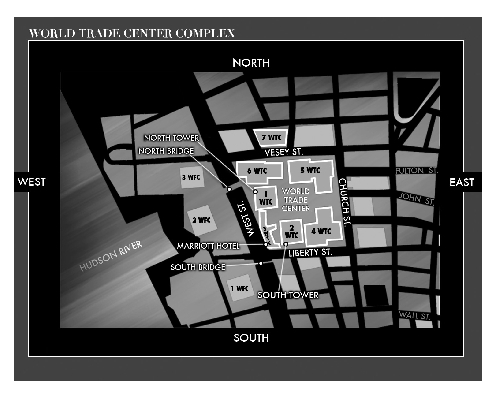 WORLD TRADE CENTER COMPLEX
NORTH
NORTH TOWER
7 WTC
NORTH BRIDGE
VESEY ST.
6 WTC
5 WTC
FULTON ST.
3 WFC
WEST
EAST
1
WTC
WORLD
TRADE
CENTER
CHURCH ST.
JOHN ST.
2 WFC
WEST ST.
2
WTC
4 WTC
MARRIOTT HOTEL
LIBERTY ST.
HUDSON RIVER
SOUTH BRIDGE
1 WFC
SOUTH TOWER
WALL ST.
SOUTH